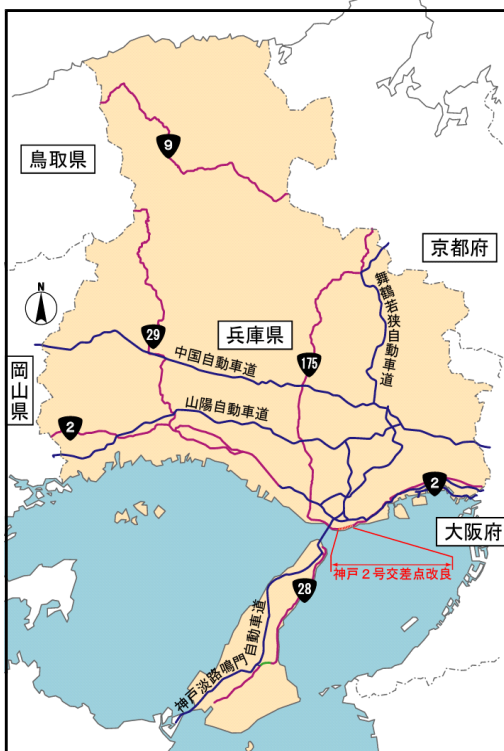 鳥取県
9
京都府
N
29
兵庫県
175
舞鶴若狭自動車道
中国自動車道
岡山県
山陽自動車道
2
2
大阪府
神戸2号交差点改良
28
神戸淡路鳴門自動車道